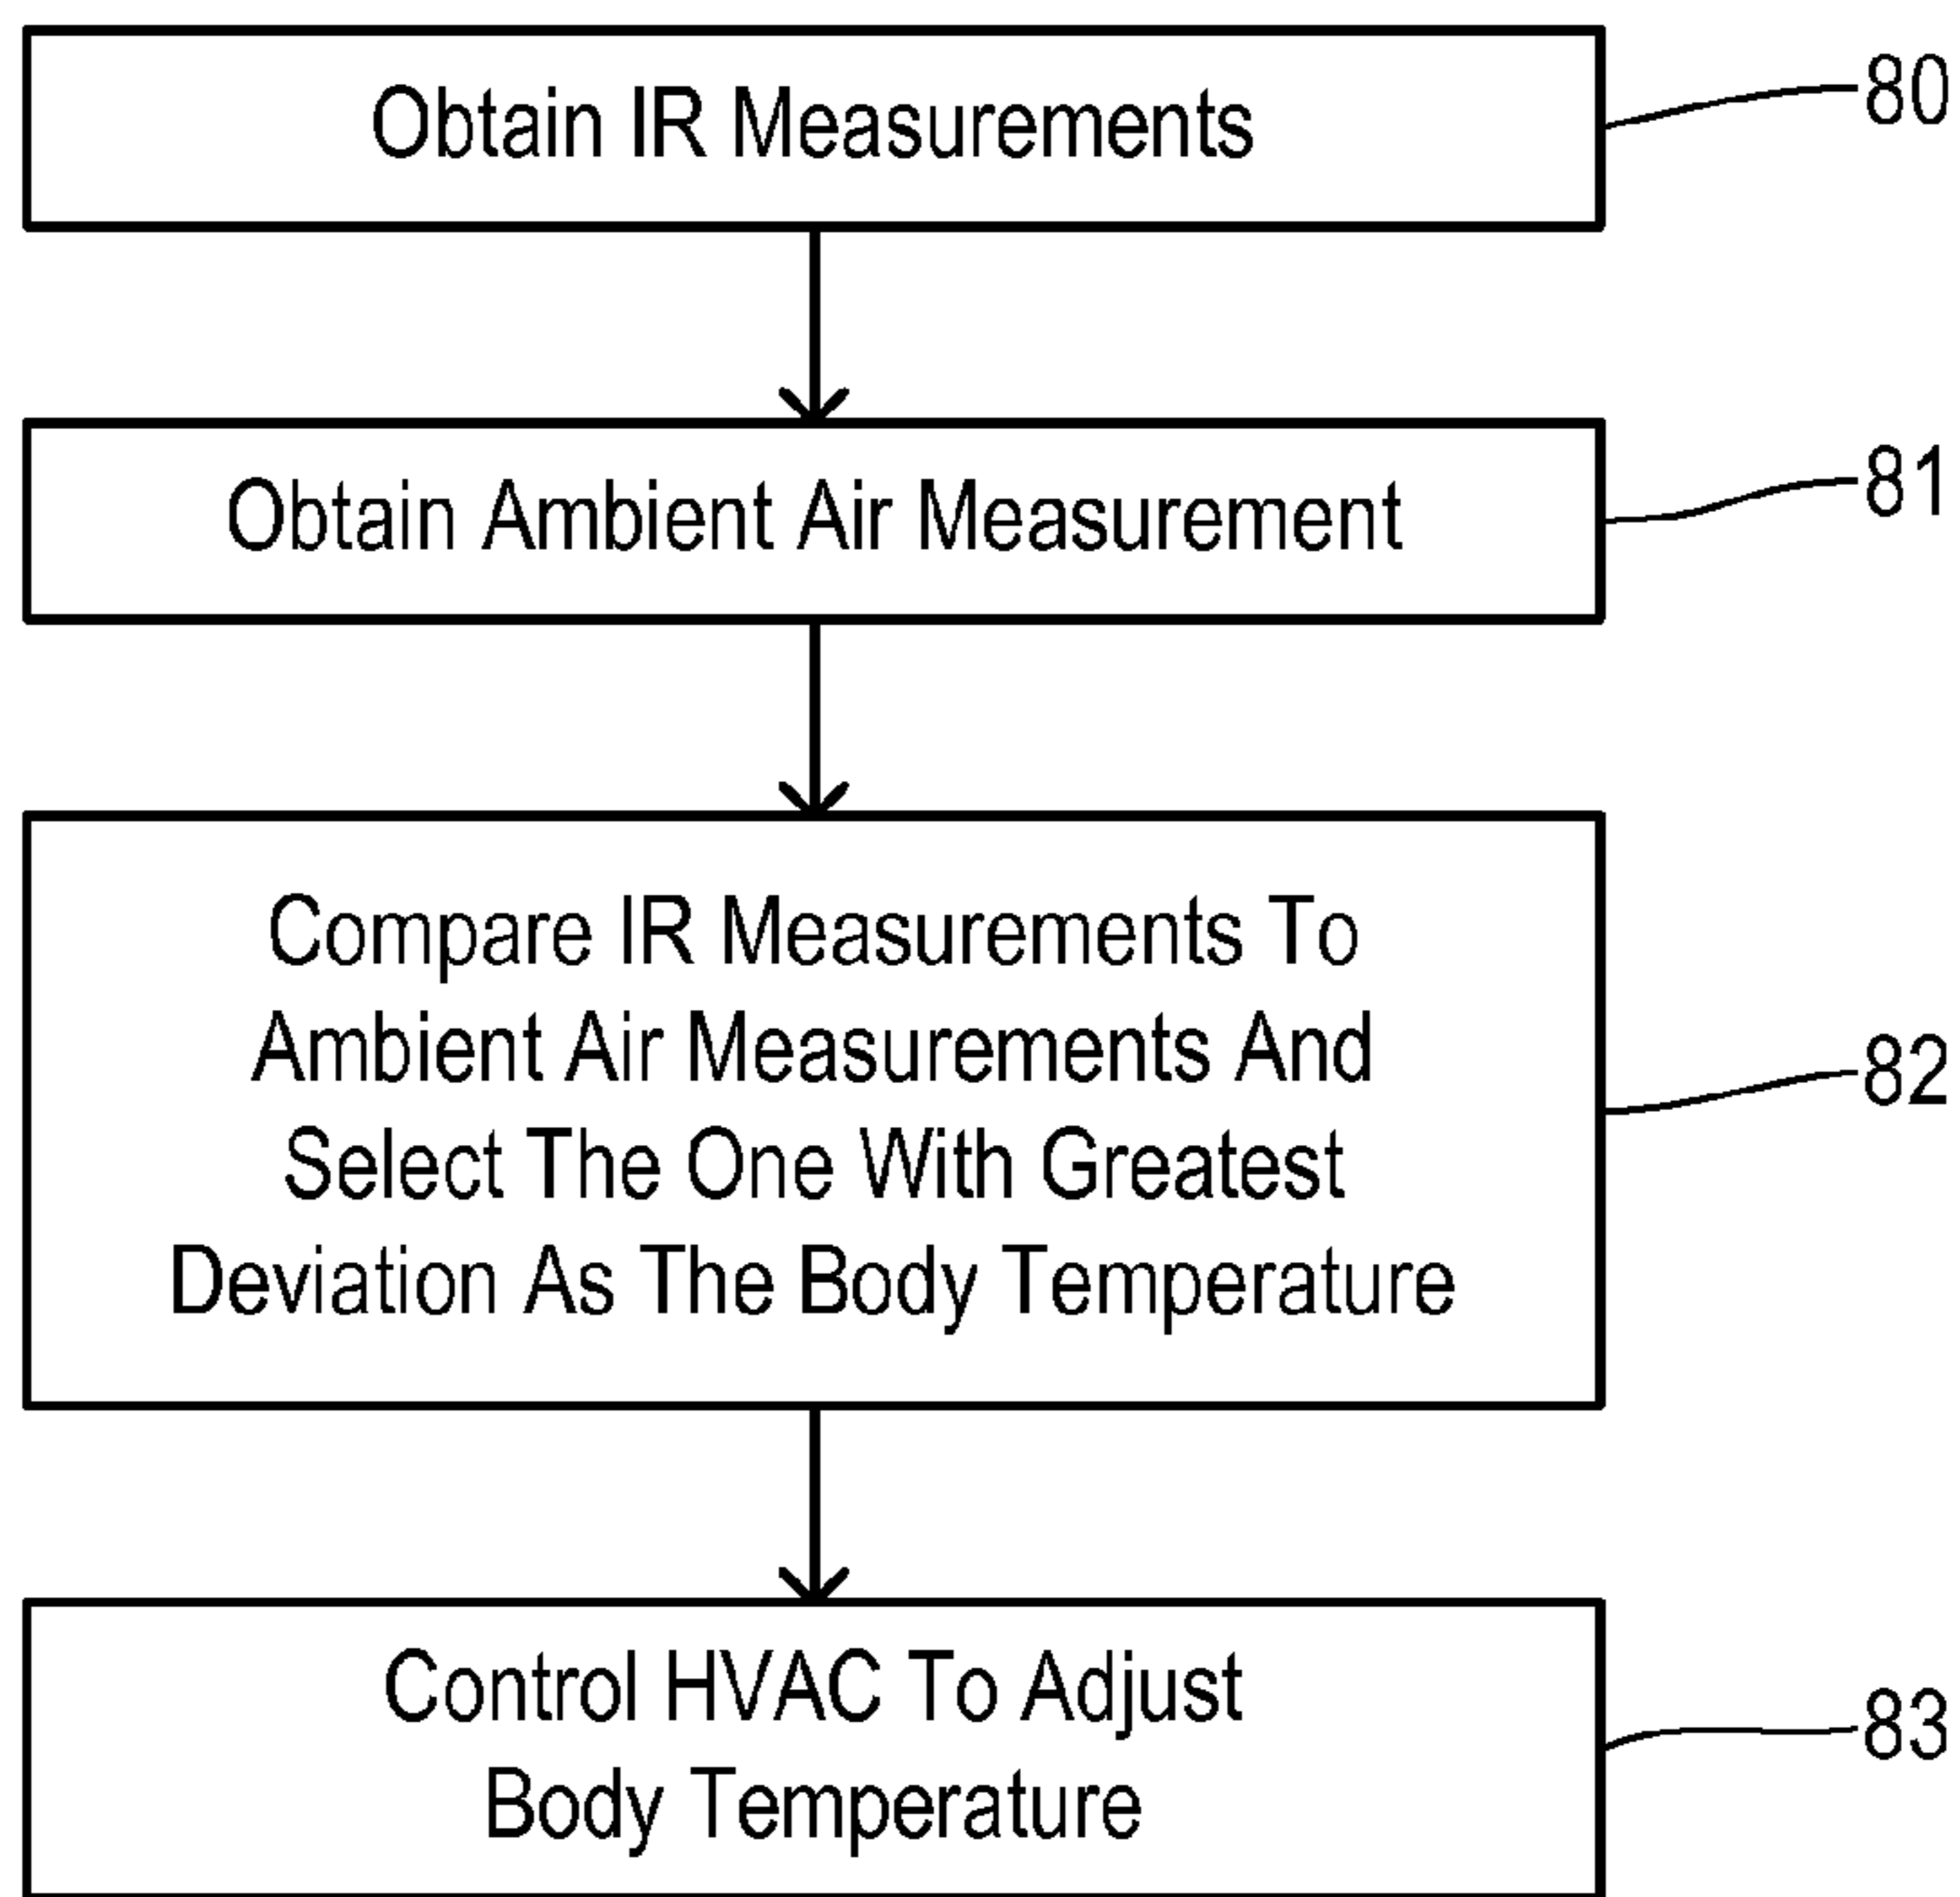 Obtain IR Measurements
80
Obtain Ambient Air Measurement
81
Compare IR Measurements To
Ambient Air Measurements And
Select The One With Greatest
Deviation As The Body Temperature
82
Control HVAC To Adjust
Body Temperature
83